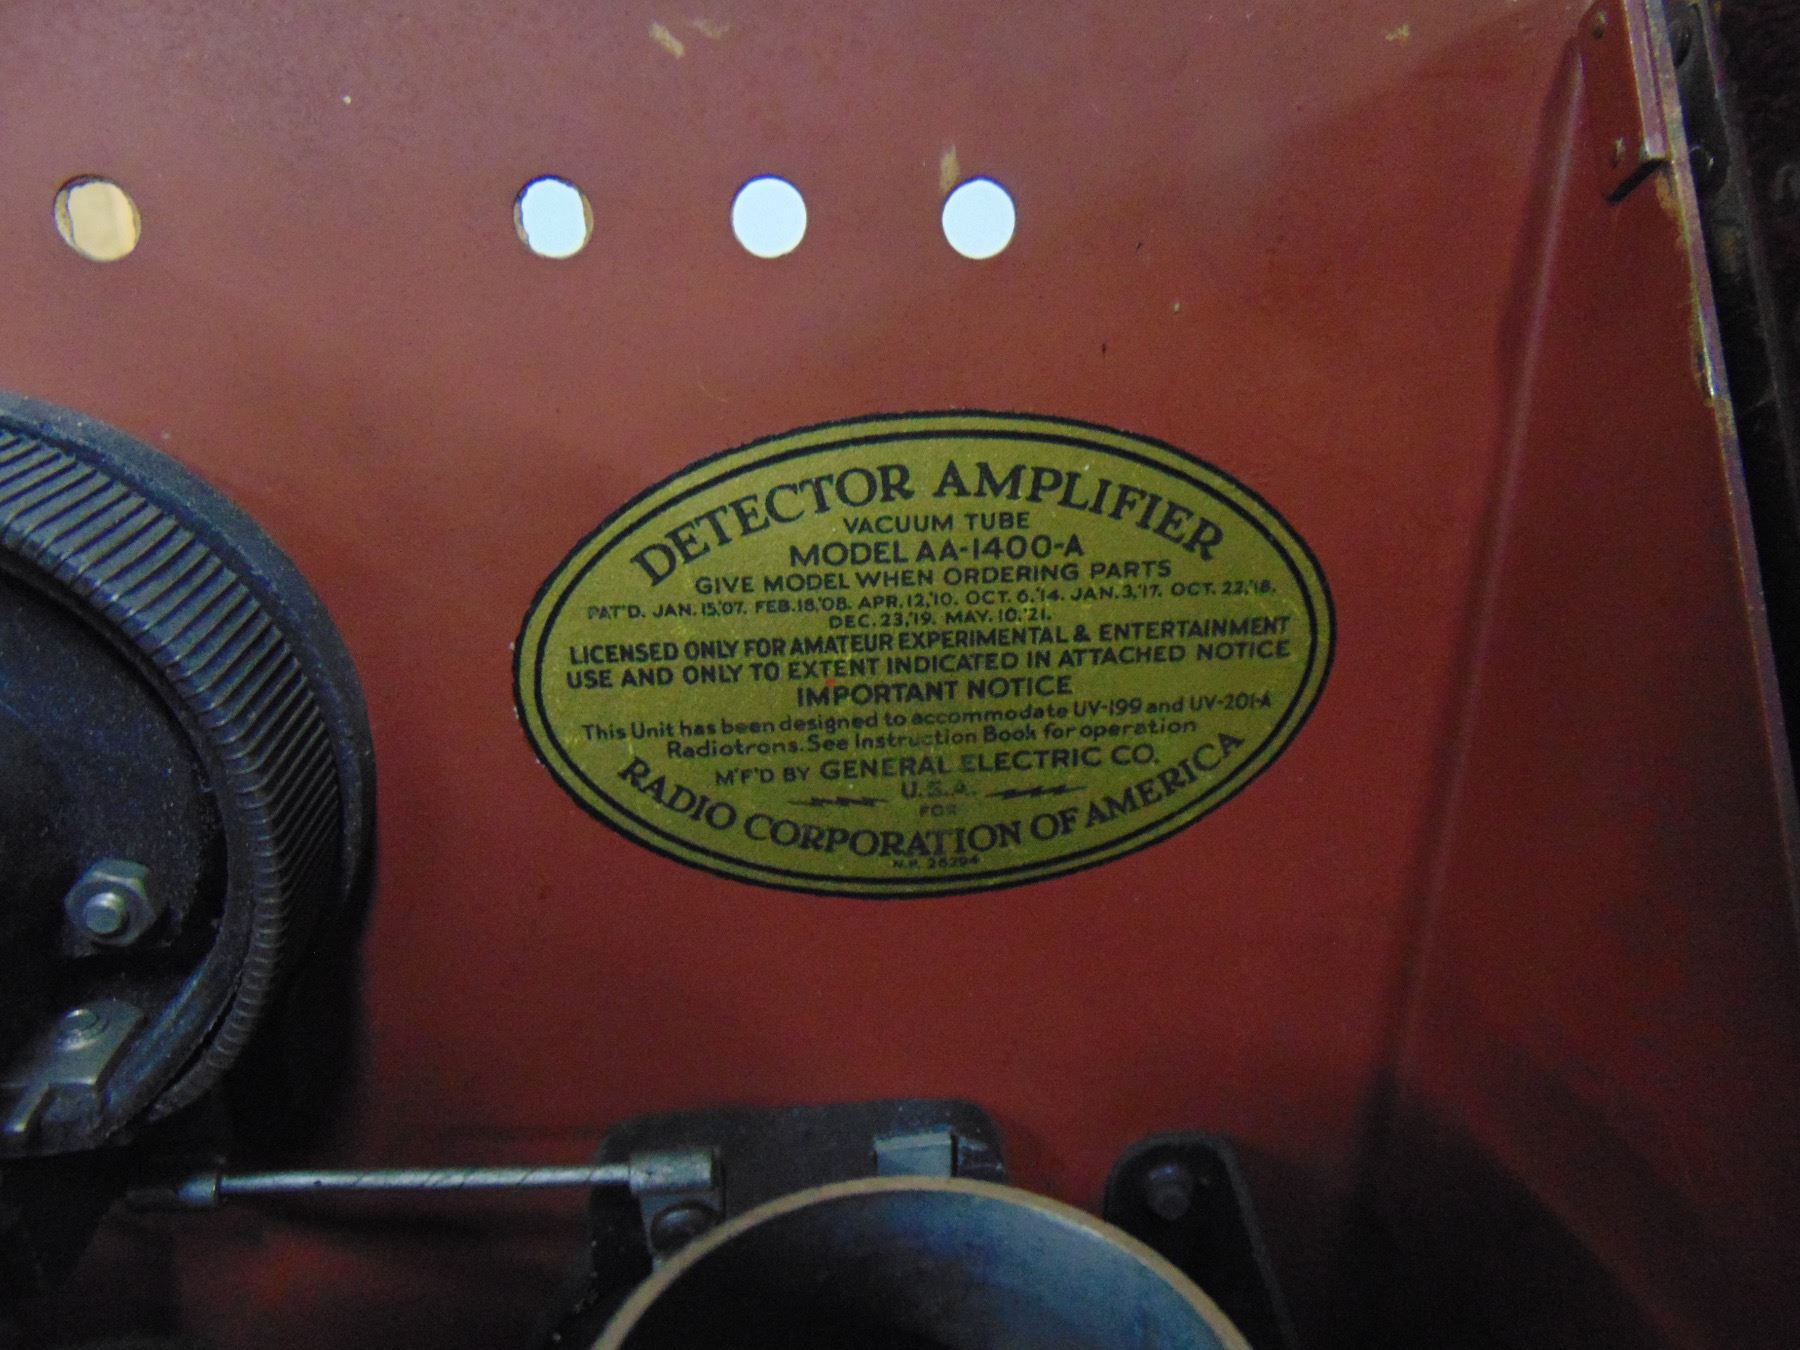 DETECTOR AMPLIFIER
VACUUM TUBE
MODEL AA-1400-A
GIVE MODEL WHEN ORDERING PARTS
PAT'D. JAN. 15,'07. FEB. 18,'08. APR. 12,'10. OCT. 6,'14. JAN. 3,'17. OCT. 22,'18.
DEC. 23,'19. MAY. 10,'21.
LICENSED ONLY FOR AMATEUR EXPERIMENTAL & ENTERTAINMENT
USE AND ONLY TO EXTENT INDICATED IN ATTACHED NOTICE
IMPORTANT NOTICE
This Unit has been designed to accommodate UV-199 and UV-201-A
Radiotrons. See Instruction Book for operation
M'F'D BY GENERAL ELECTRIC CO.
U.S.A.
FOR
RADIO CORPORATION OF AMERICA
N.P. 26294